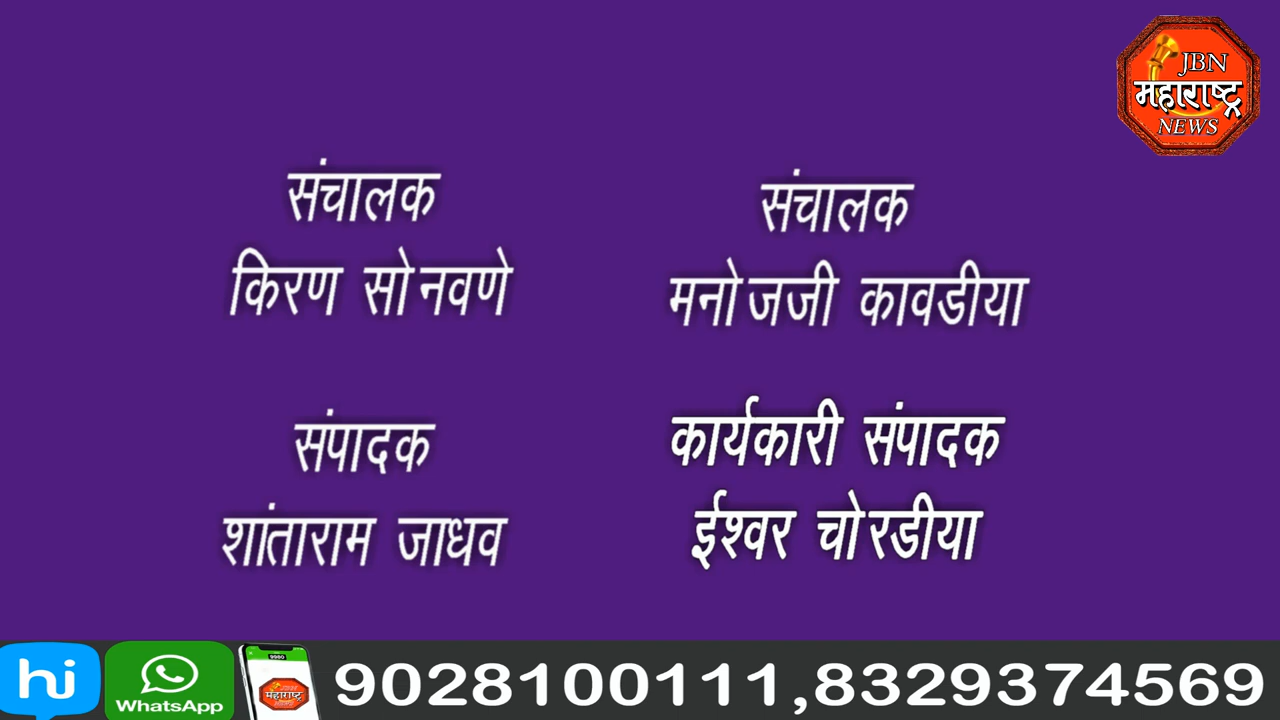 JBN
महाराष्ट्र
NEWS
संचालक
किरण सोनवणे
संचालक
मनोजजी कावडीया
संपादक
शांताराम जाधव
कार्यकारी संपादक
ईश्वर चोरडीया
hi
WhatsApp
महाराष्ट्र
9028100111,8329374569